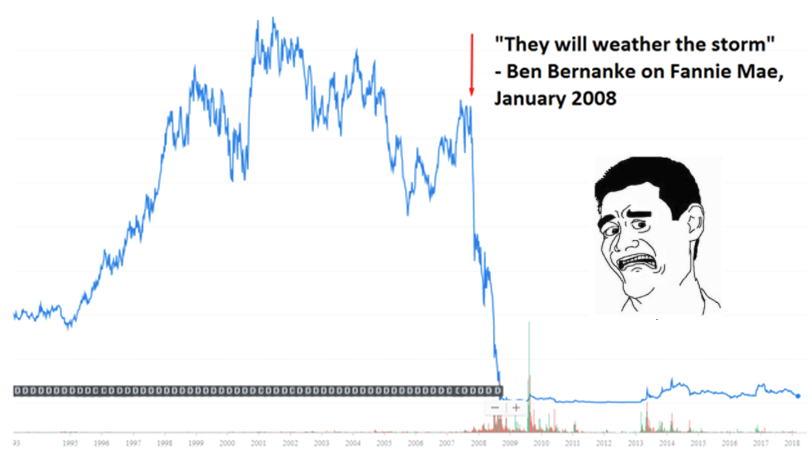 "They will weather the storm"
- Ben Bernanke on Fannie Mae,
January 2008
D D D D D D D D D D D D D D D D D D D D D D D D D D D D D D D D D D D D D D D D D D D D D D D D D D D D D D D D D D
− +
93 1995 1996 1997 1998 1999 2000 2001 2002 2003 2004 2005 2006 2007 2008 2009 2010 2011 2012 2013 2014 2015 2016 2017 2018